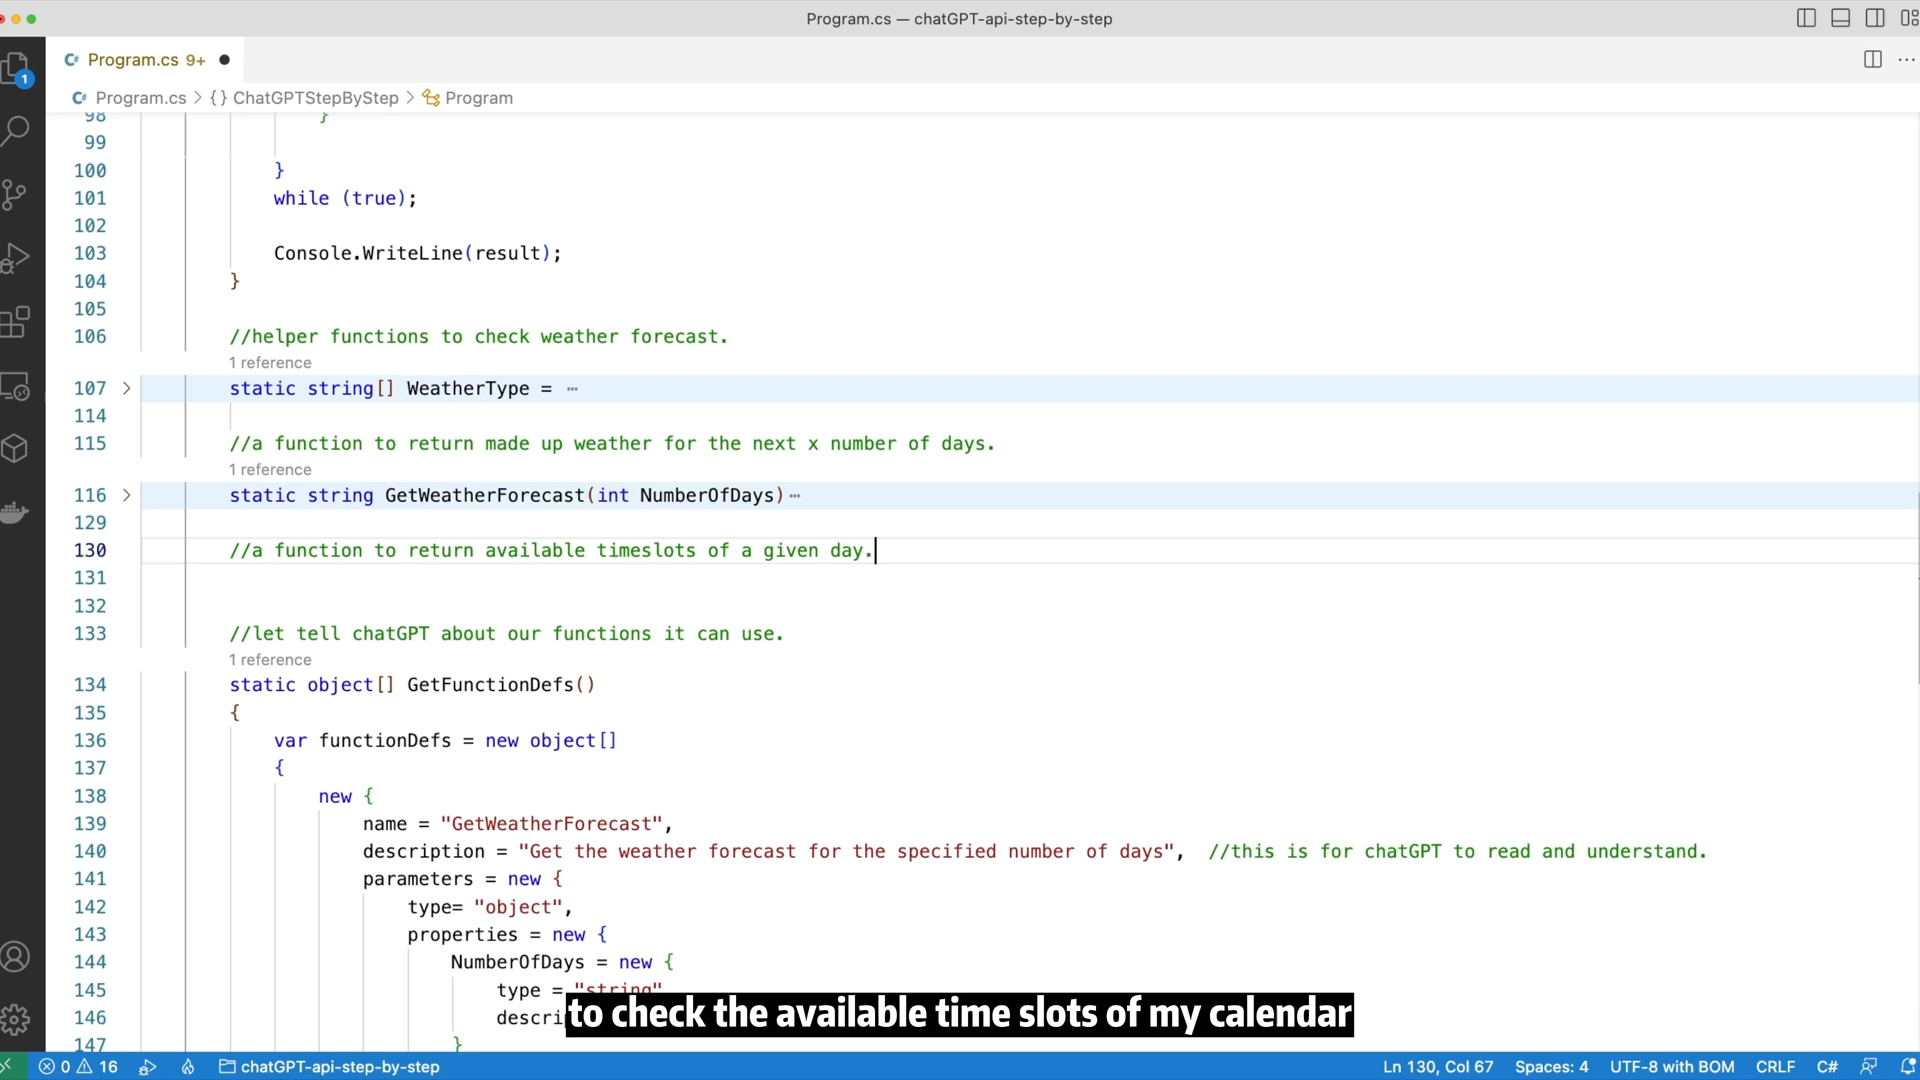 Program.cs — chatGPT-api-step-by-step
Program.cs 9+
Program.cs > {} ChatGPTStepByStep > Program
98 }
99
100 }
101 while (true);
102
103 Console.WriteLine(result);
104 }
105
106 //helper functions to check weather forecast.
1 reference
107 static string[] WeatherType = …
114
115 //a function to return made up weather for the next x number of days.
1 reference
116 static string GetWeatherForecast(int NumberOfDays)…
129
130 //a function to return available timeslots of a given day.
131
132
133 //let tell chatGPT about our functions it can use.
1 reference
134 static object[] GetFunctionDefs()
135 {
136 var functionDefs = new object[]
137 {
138 new {
139 name = "GetWeatherForecast",
140 description = "Get the weather forecast for the specified number of days", //this is for chatGPT to read and understand.
141 parameters = new {
142 type= "object",
143 properties = new {
144 NumberOfDays = new {
145 type = "string"
146 descri
147 }
to check the available time slots of my calendar
1
0 16 chatGPT-api-step-by-step Ln 130, Col 67 Spaces: 4 UTF-8 with BOM CRLF C#